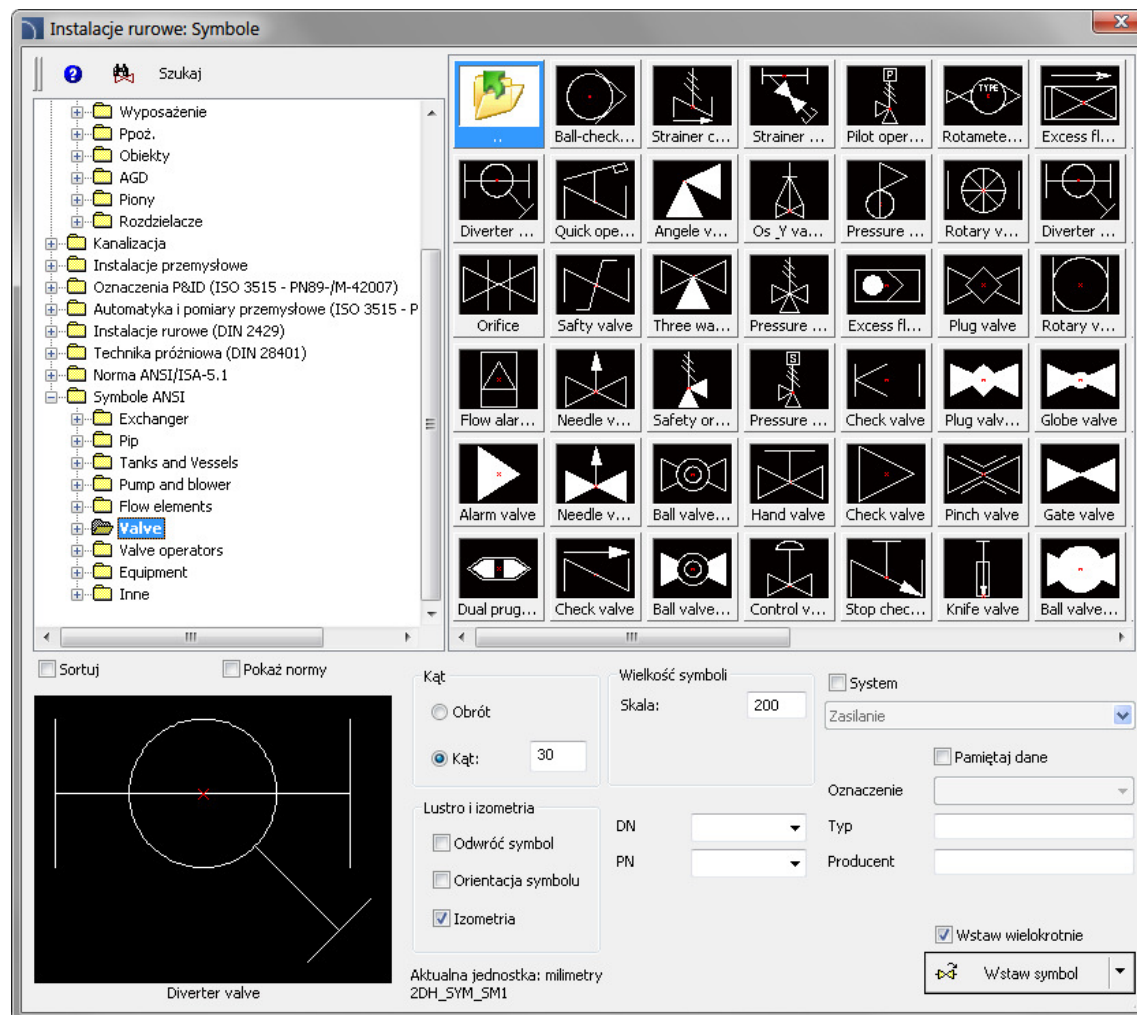 Instalacje rurowe: Symbole
Szukaj
Wyposażenie
Ppoż.
Obiekty
AGD
Piony
Rozdzielacze
Kanalizacja
Instalacje przemysłowe
Oznaczenia P&ID (ISO 3515 - PN89-/M-42007)
Automatyka i pomiary przemysłowe (ISO 3515 - P
Instalacje rurowe (DIN 2429)
Technika próżniowa (DIN 28401)
Norma ANSI/ISA-5.1
Symbole ANSI
Exchanger
Pip
Tanks and Vessels
Pump and blower
Flow elements
Valve
Valve operators
Equipment
Inne
P
TYPE
.. Ball-check... Strainer c... Strainer ... Pilot oper... Rotamete... Excess fl...
Diverter ... Quick ope... Angele v... Os_Y va... Pressure ... Rotary v... Diverter ...
Orifice Safty valve Three wa... Pressure ... Excess fl... Plug valve Rotary v...
S
Flow alar... Needle v... Safety or... Pressure ... Check valve Plug valv... Globe valve
Alarm valve Needle v... Ball valve... Hand valve Check valve Pinch valve Gate valve
Dual prug... Check valve Ball valve... Control v... Stop chec... Knife valve Ball valve...
Sortuj Pokaż normy
Diverter valve
Kąt
Obrót
Kąt: 30
Lustro i izometria
Odwróć symbol
Orientacja symbolu
Izometria
Aktualna jednostka: milimetry
2DH_SYM_SM1
Wielkość symboli
Skala: 200
DN
PN
System
Zasilanie
Pamiętaj dane
Oznaczenie
Typ
Producent
Wstaw wielokrotnie
Wstaw symbol